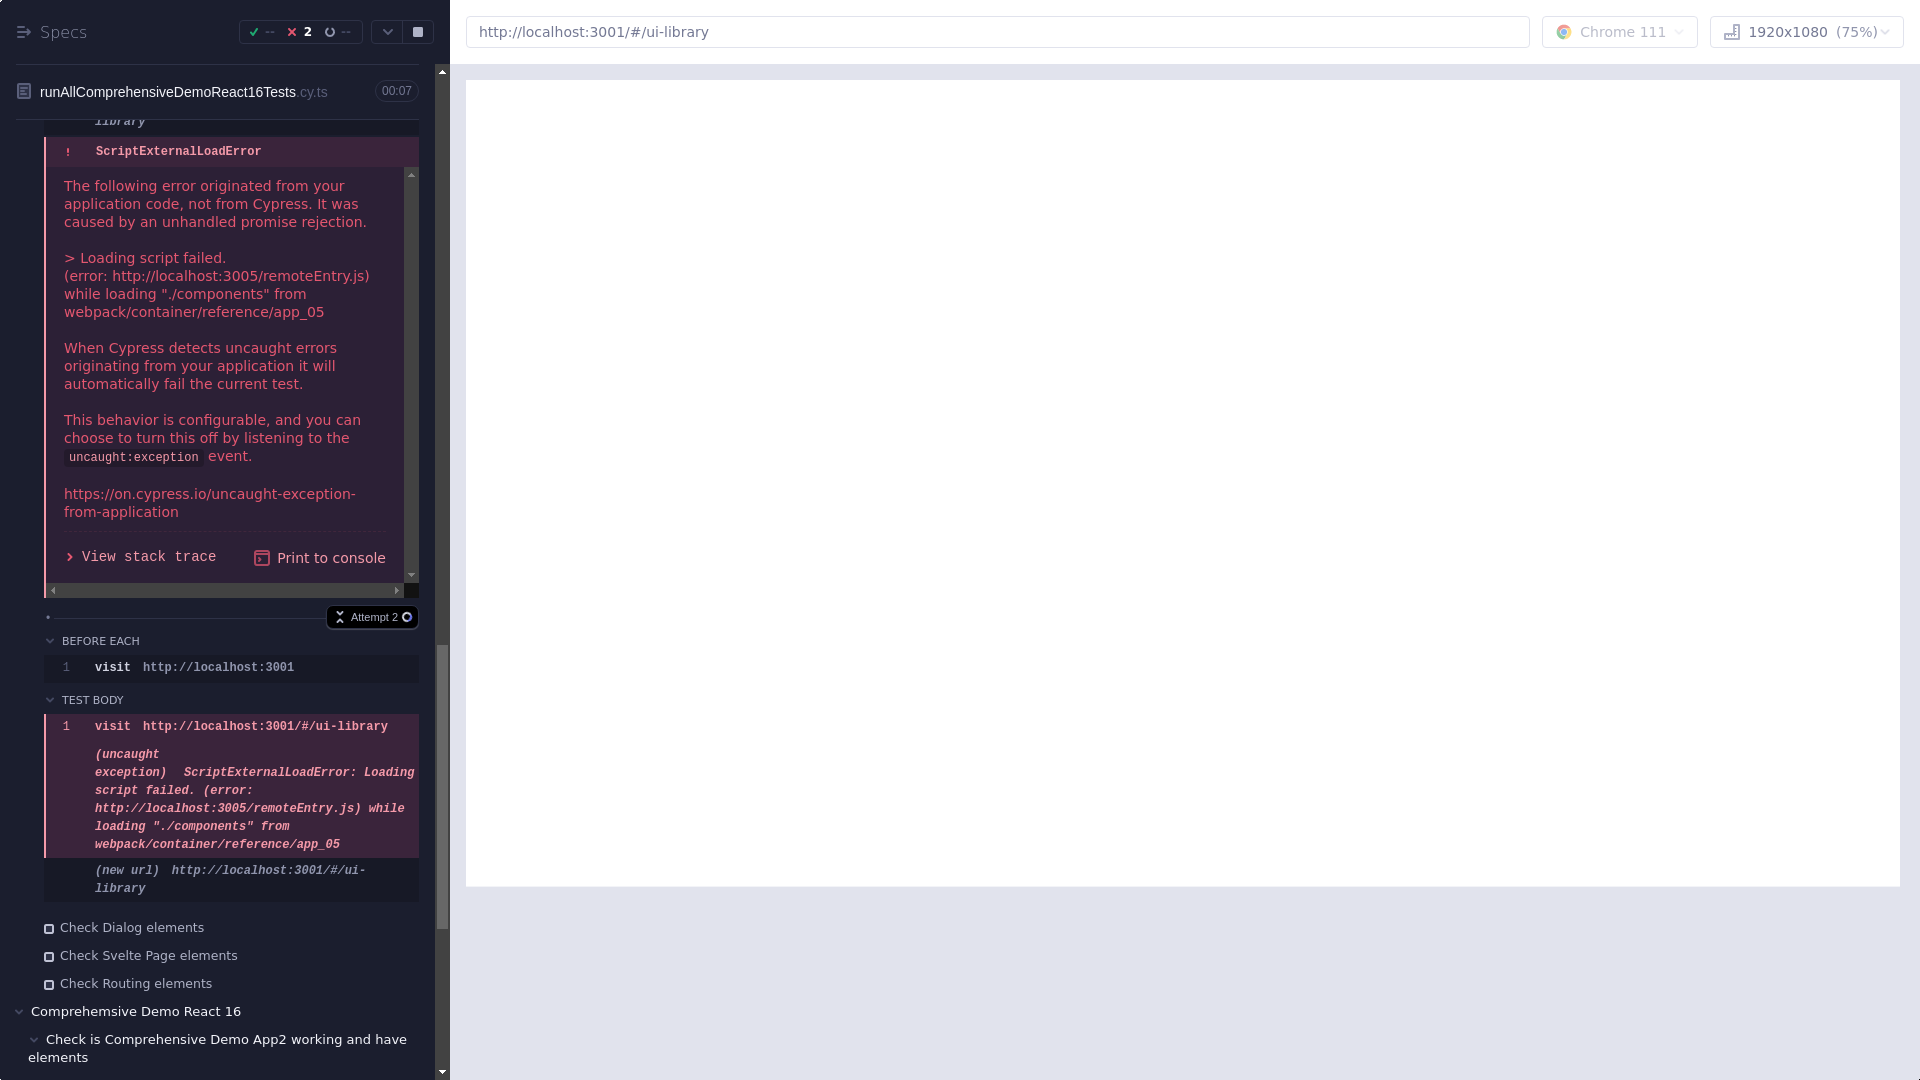 Specs
-- 2 --
http://localhost:3001/#/ui-library
Chrome 111
1920x1080 (75%)
runAllComprehensiveDemoReact16Tests.cy.ts
00:07
library
! ScriptExternalLoadError
The following error originated from your
application code, not from Cypress. It was
caused by an unhandled promise rejection.
> Loading script failed.
(error: http://localhost:3005/remoteEntry.js)
while loading "./components" from
webpack/container/reference/app_05
When Cypress detects uncaught errors
originating from your application it will
automatically fail the current test.
This behavior is configurable, and you can
choose to turn this off by listening to the
uncaught:exception event.
https://on.cypress.io/uncaught-exception-
from-application
View stack trace
Print to console
Attempt 2
BEFORE EACH
1 visit http://localhost:3001
TEST BODY
1 visit http://localhost:3001/#/ui-library
(uncaught
exception) ScriptExternalLoadError: Loading
script failed. (error:
http://localhost:3005/remoteEntry.js) while
loading "./components" from
webpack/container/reference/app_05
(new url) http://localhost:3001/#/ui-
library
Check Dialog elements
Check Svelte Page elements
Check Routing elements
Comprehemsive Demo React 16
Check is Comprehensive Demo App2 working and have
elements